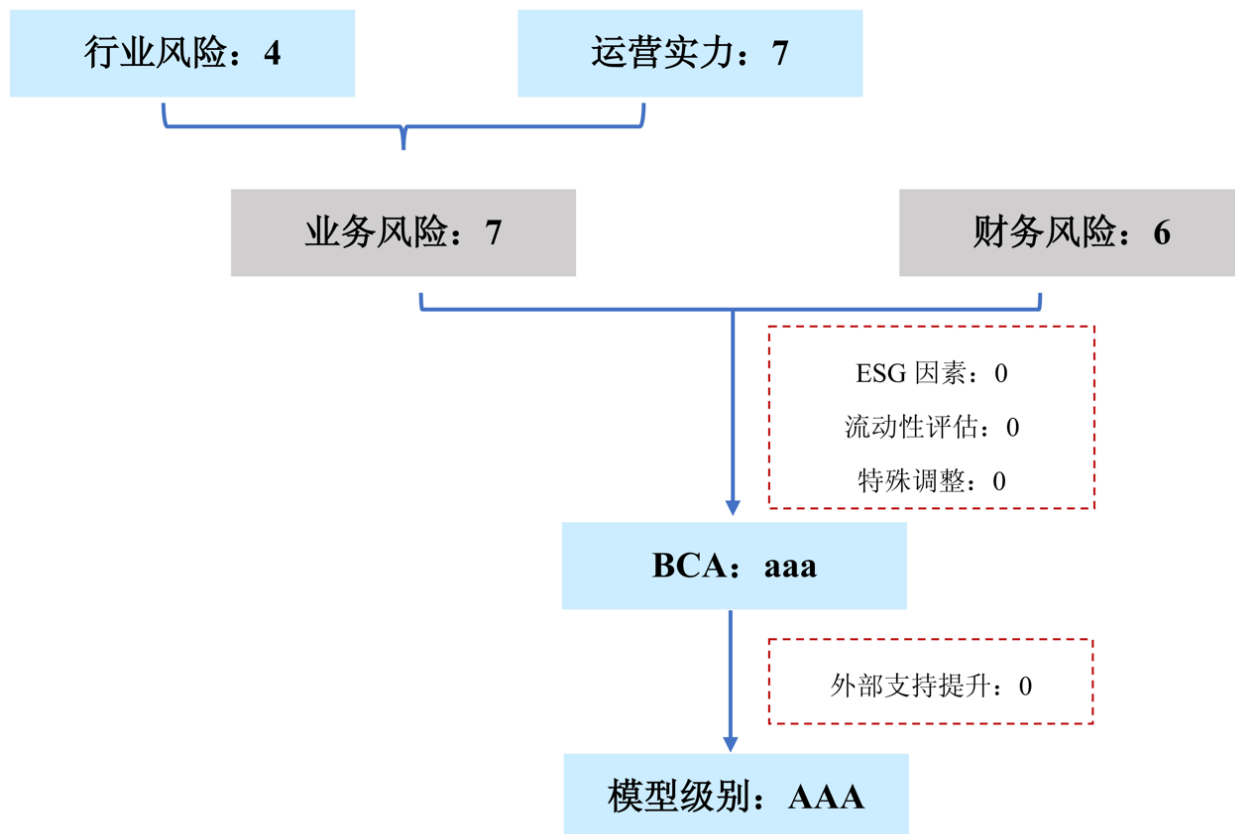 行业风险：4
运营实力：7
业务风险：7
财务风险：6
ESG 因素：0
流动性评估：0
特殊调整：0
BCA：aaa
外部支持提升：0
模型级别：AAA